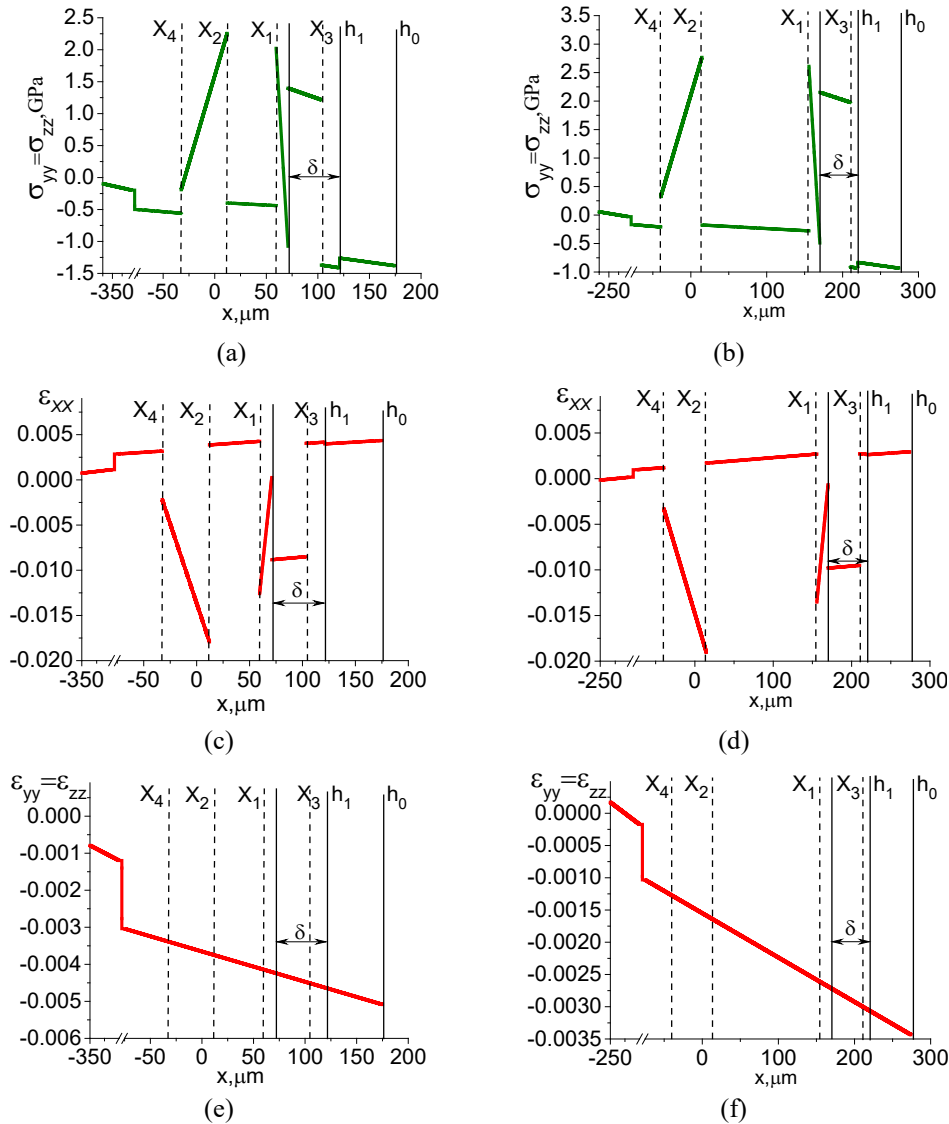 X₄ X₂ X₁ X₃ h₁ h₀
σyy=σzz,GPa
2.5
2.0
1.5
1.0
0.5
0.0
-0.5
-1.0
-1.5
δ
-350 -50 0 50 100 150 200
x,μm
(a)
X₄ X₂ X₁ X₃ h₁ h₀
σyy=σzz,GPa
3.5
3.0
2.5
2.0
1.5
1.0
0.5
0.0
-0.5
-1.0
δ
-250 0 100 200 300
x,μm
(b)
εXX X₄ X₂ X₁ X₃ h₁ h₀
0.005
0.000
-0.005
-0.010
-0.015
-0.020
δ
-350 -50 0 50 100 150 200
x,μm
(c)
εXX X₄ X₂ X₁ X₃ h₁ h₀
0.005
0.000
-0.005
-0.010
-0.015
-0.020
δ
-250 0 100 200 300
x,μm
(d)
εyy=εzz X₄ X₂ X₁ X₃ h₁ h₀
0.000
-0.001
-0.002
-0.003
-0.004
-0.005
-0.006
δ
-350 -50 0 50 100 150 200
x,μm
(e)
εyy=εzz X₄ X₂ X₁ X₃ h₁ h₀
0.0000
-0.0005
-0.0010
-0.0015
-0.0020
-0.0025
-0.0030
-0.0035
δ
-250 0 100 200 300
x,μm
(f)